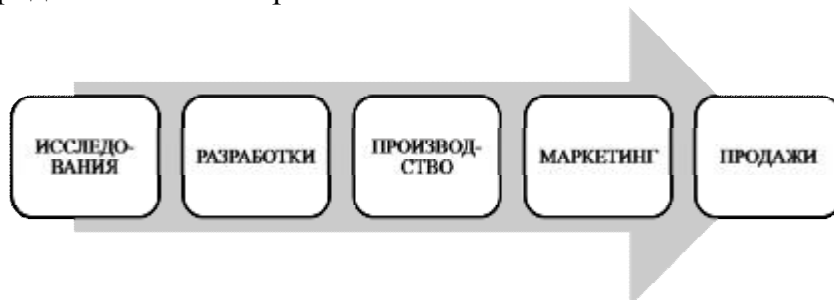 ИССЛЕДО-
ВАНИЯ
РАЗРАБОТКИ
ПРОИЗВОД-
СТВО
МАРКЕТИНГ
ПРОДАЖИ